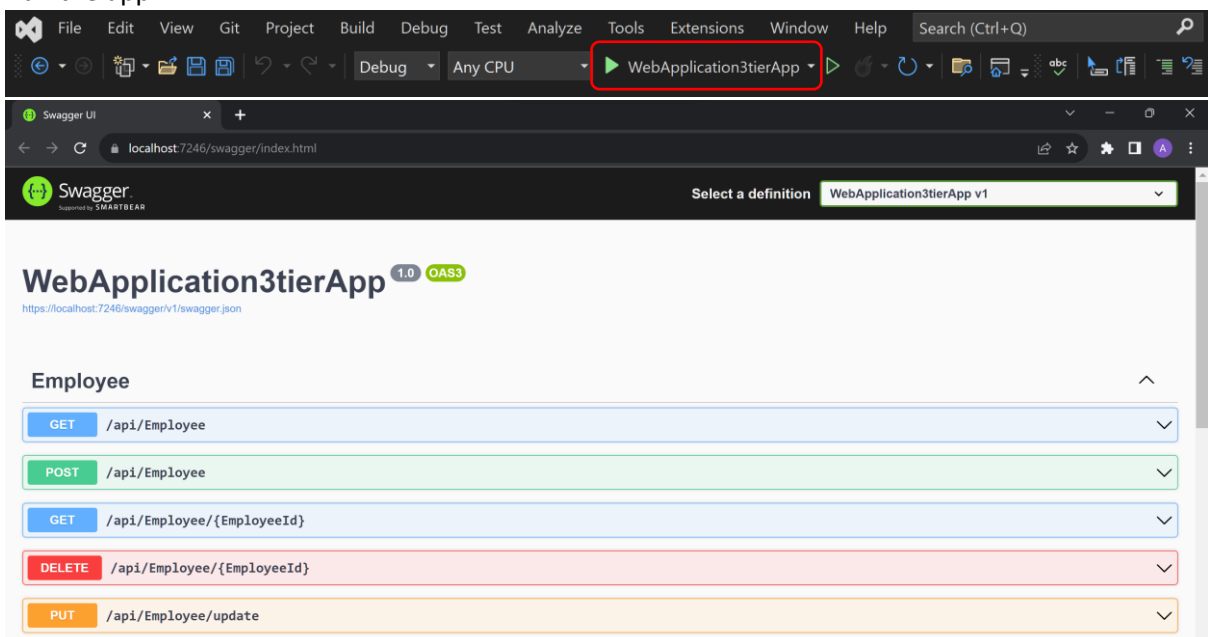 File Edit View Git Project Build Debug Test Analyze Tools Extensions Window Help Search (Ctrl+Q)
Debug Any CPU WebApplication3tierApp abc
Swagger UI
localhost:7246/swagger/index.html A
Swagger. Select a definition WebApplication3tierApp v1
Supported by SMARTBEAR
WebApplication3tierApp 1.0 OAS3
https://localhost:7246/swagger/v1/swagger.json
Employee
GET /api/Employee
POST /api/Employee
GET /api/Employee/{EmployeeId}
DELETE /api/Employee/{EmployeeId}
PUT /api/Employee/update